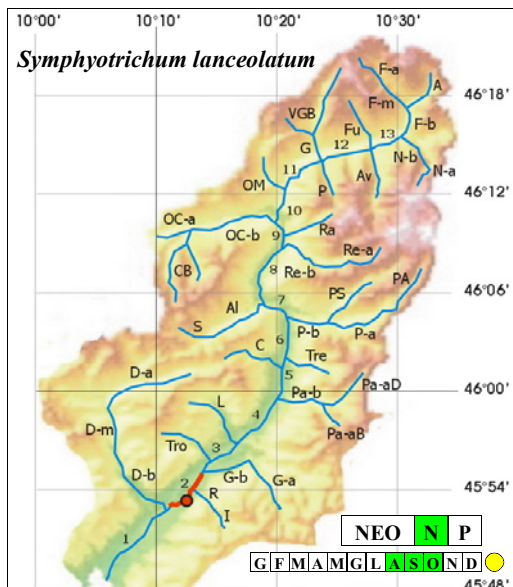 10°00' 10°10' 10°20' 10°30'
Symphyotrichum lanceolatum
F-a
A
46°18'
VGB
F-m
Fu
F-b
13
G
12
N-b
11
N-a
OM
P
Av
46°12'
10
OC-a
Ra
OC-b
9
Re-a
8
CB
Re-b
PA
PS
46°06'
7
Al
S
P-b
P-a
6
C
Tre
D-a
5
46°00'
Pa-b
Pa-aD
L
4
D-m
Pa-aB
Tro
3
D-b
G-b
G-a
2
R
45°54'
I
NEO N P
1
G F M A M G L A S O N D
45°48'